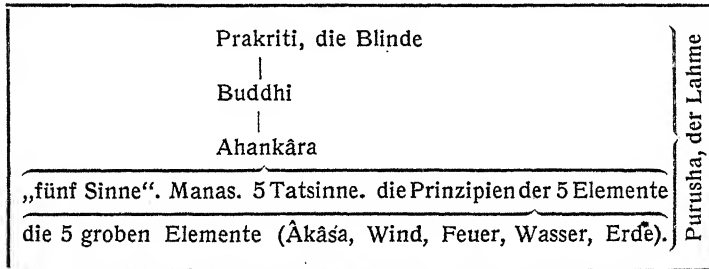 Prakriti, die Blinde
Buddhi
Ahankâra
„fünf Sinne“. Manas. 5 Tatsinne. die Prinzipien der 5 Elemente
die 5 groben Elemente (Âkâśa, Wind, Feuer, Wasser, Erde).
Purusha, der Lahme